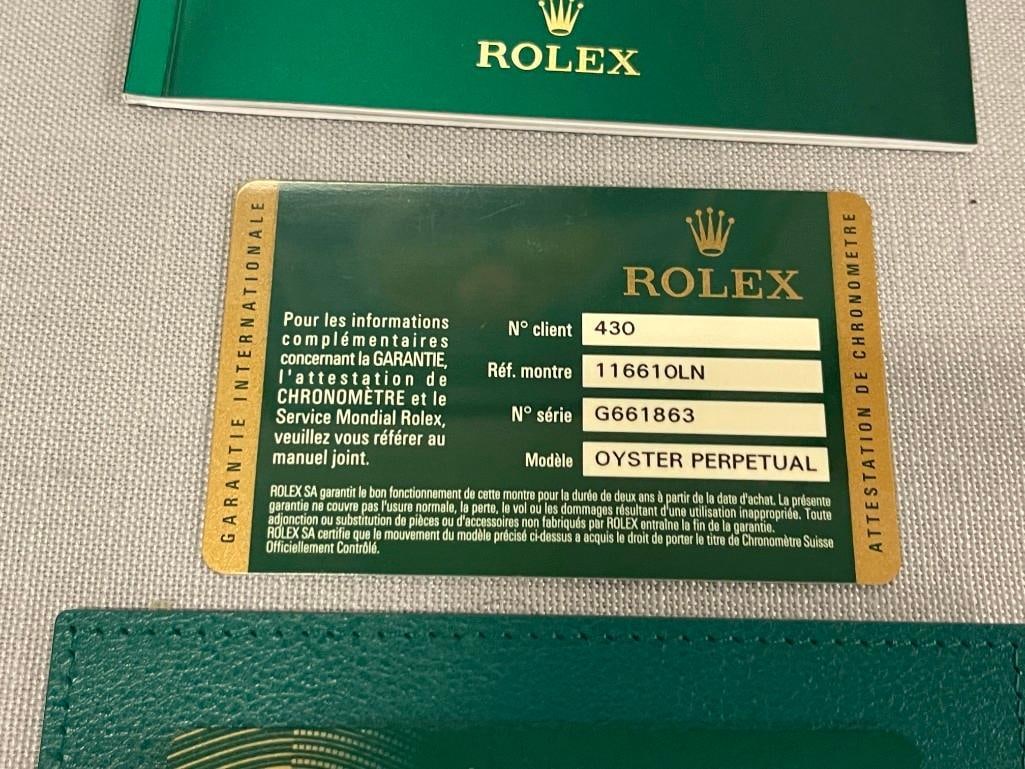 ROLEX
GARANTIE INTERNATIONALE
ROLEX
Pour les informations
complémentaires
concernant la GARANTIE,
l'attestation de
CHRONOMÈTRE et le
Service Mondial Rolex,
veuillez vous référer au
manuel joint.
N° client 430
Réf. montre 116610LN
N° série G661863
Modèle OYSTER PERPETUAL
ROLEX SA garantit le bon fonctionnement de cette montre pour la durée de deux ans à partir de la date d'achat. La présente
garantie ne couvre pas l'usure normale, la perte, le vol ou les dommages résultant d'une utilisation inappropriée. Toute
adjonction ou substitution de pièces ou d'accessoires non fabriqués par ROLEX entraîne la fin de la garantie.
ROLEX SA certifie que le mouvement du modèle précisé ci-dessus a acquis le droit de porter le titre de Chronomètre Suisse
Officiellement Contrôlé.
ATTESTATION DE CHRONOMETRE